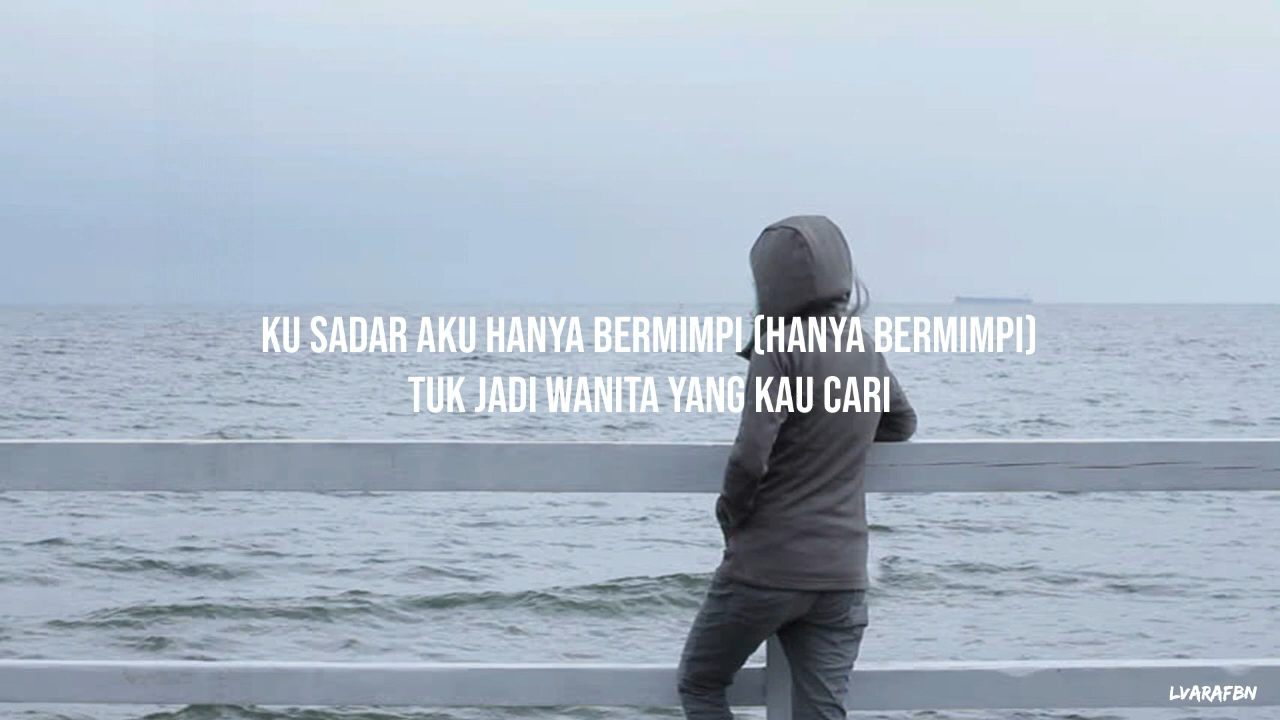 KU SADAR AKU HANYA BERMIMPI (HANYA BERMIMPI)
TUK JADI WANITA YANG KAU CARI
LVARAFBN